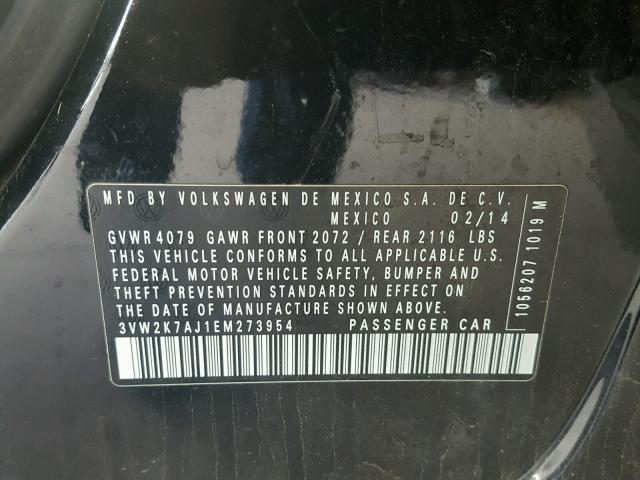 MFD BY VOLKSWAGEN DE MEXICO S.A. DE C.V.
MEXICO 02/14
GVWR 4079 GAWR FRONT 2072 / REAR 2116 LBS
THIS VEHICLE CONFORMS TO ALL APPLICABLE U.S.
FEDERAL MOTOR VEHICLE SAFETY, BUMPER AND
THEFT PREVENTION STANDARDS IN EFFECT ON
THE DATE OF MANUFACTURE SHOWN ABOVE.
3VW2K7AJ1EM273954 PASSENGER CAR
1056207 1019 M